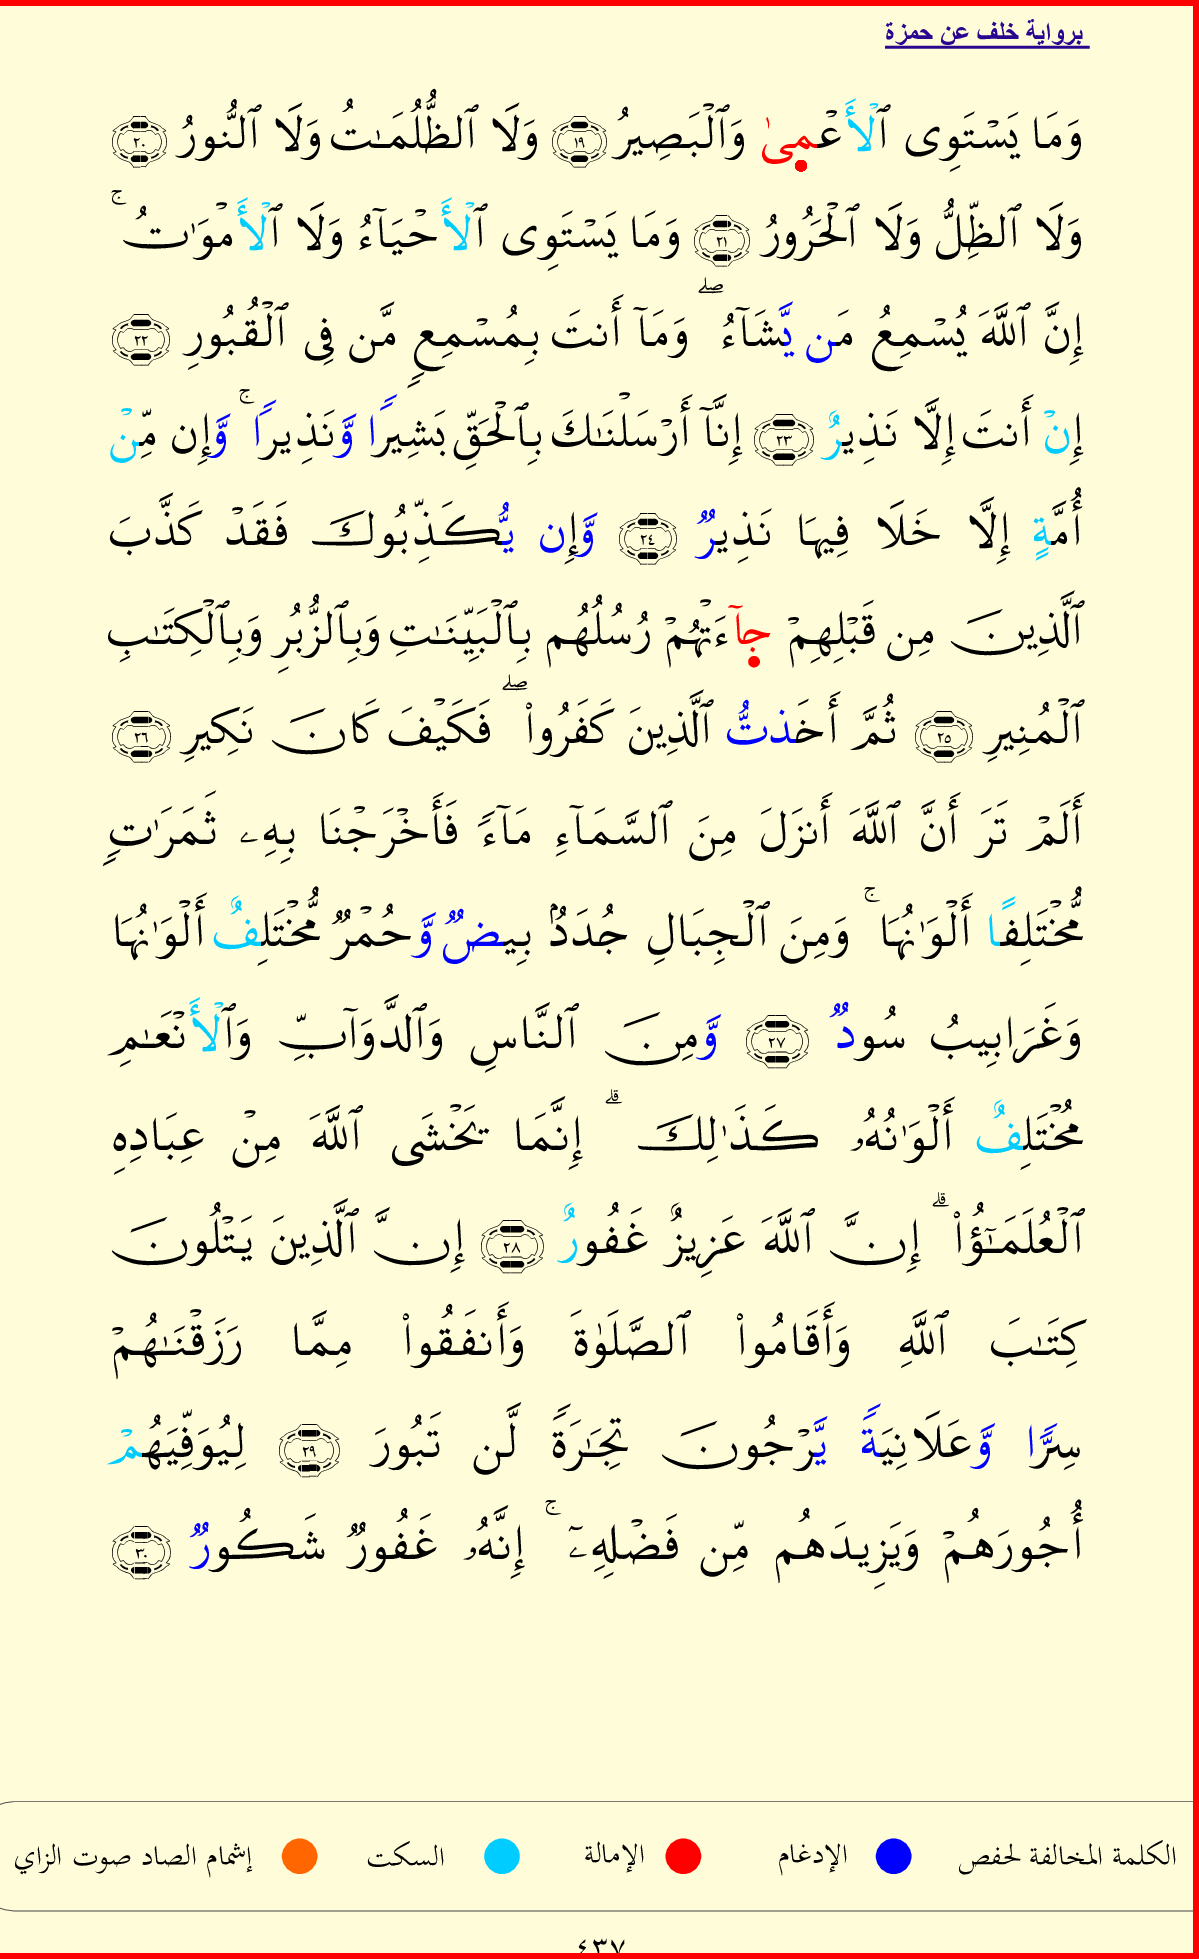 برواية خلف عن حمزة
وَمَا يَسْتَوِى ٱلْأَعْمِىٰ وَٱلْبَصِيرُ ١٩ وَلَا ٱلظُّلُمَـٰتُ وَلَا ٱلنُّورُ ٢٠
وَلَا ٱلظِّلُّ وَلَا ٱلْحَرُورُ ٢١ وَمَا يَسْتَوِى ٱلْأَحْيَآءُ وَلَا ٱلْأَمْوَٰتُ ۚ
إِنَّ ٱللَّهَ يُسْمِعُ مَن يَّشَآءُ ۖ وَمَآ أَنتَ بِمُسْمِعٍ مَّن فِى ٱلْقُبُورِ ٢٢
إِنْ أَنتَ إِلَّا نَذِيرٌ ٢٣ إِنَّآ أَرْسَلْنَـٰكَ بِٱلْحَقِّ بَشِيرًا وَّنَذِيرًا ۚ وَّإِن مِّنْ
أُمَّةٍ إِلَّا خَلَا فِيهَا نَذِيرٌ ٢٤ وَّإِن يُّكَذِّبُوكَ فَقَدْ كَذَّبَ
ٱلَّذِينَ مِن قَبْلِهِمْ جِآءَتْهُمْ رُسُلُهُم بِٱلْبَيِّنَـٰتِ وَبِٱلزُّبُرِ وَبِٱلْكِتَـٰبِ
ٱلْمُنِيرِ ٢٥ ثُمَّ أَخَذتُّ ٱلَّذِينَ كَفَرُوا۟ ۖ فَكَيْفَ كَانَ نَكِيرِ ٢٦
أَلَمْ تَرَ أَنَّ ٱللَّهَ أَنزَلَ مِنَ ٱلسَّمَآءِ مَآءً فَأَخْرَجْنَا بِهِۦ ثَمَرَٰتٍ
مُّخْتَلِفًا أَلْوَٰنُهَا ۚ وَمِنَ ٱلْجِبَالِ جُدَدٌۢ بِيضٌ وَّحُمْرٌ مُّخْتَلِفٌ أَلْوَٰنُهَا
وَغَرَابِيبُ سُودٌ ٢٧ وَّمِنَ ٱلنَّاسِ وَٱلدَّوَآبِّ وَٱلْأَنْعَـٰمِ
مُخْتَلِفٌ أَلْوَٰنُهُۥ كَذَٰلِكَ ۗ إِنَّمَا يَخْشَى ٱللَّهَ مِنْ عِبَادِهِ
ٱلْعُلَمَـٰٓؤُا۟ ۗ إِنَّ ٱللَّهَ عَزِيزٌ غَفُورٌ ٢٨ إِنَّ ٱلَّذِينَ يَتْلُونَ
كِتَـٰبَ ٱللَّهِ وَأَقَامُوا۟ ٱلصَّلَوٰةَ وَأَنفَقُوا۟ مِمَّا رَزَقْنَـٰهُمْ
سِرًّا وَّعَلَانِيَةً يَّرْجُونَ تِجَـٰرَةً لَّن تَبُورَ ٢٩ لِيُوَفِّيَهُمْ
أُجُورَهُمْ وَيَزِيدَهُم مِّن فَضْلِهِۦٓ ۚ إِنَّهُۥ غَفُورٌ شَكُورٌ ٣٠
الكلمة المخالفة لحفص الإدغام الإمالة السكت إشمام الصاد صوت الزاي
٤٣٧